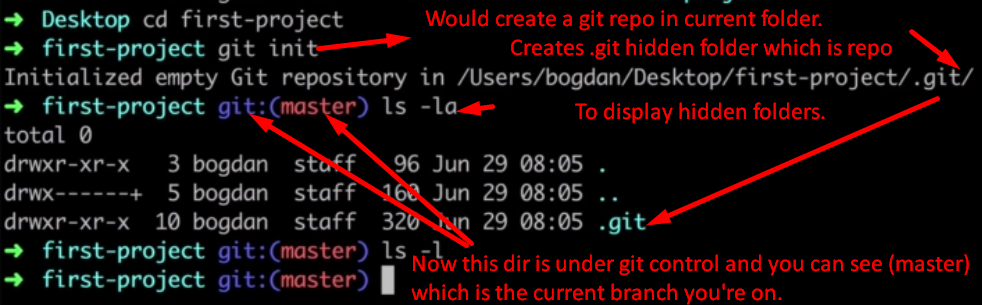 ➜ Desktop cd first-project
Would create a git repo in current folder.
➜ first-project git init
Creates .git hidden folder which is repo
Initialized empty Git repository in /Users/bogdan/Desktop/first-project/.git/
➜ first-project git:(master) ls -la
To display hidden folders.
total 0
drwxr-xr-x 3 bogdan staff 96 Jun 29 08:05 .
drwx------+ 5 bogdan staff 160 Jun 29 08:05 ..
drwxr-xr-x 10 bogdan staff 320 Jun 29 08:05 .git
➜ first-project git:(master) ls -l
➜ first-project git:(master)
Now this dir is under git control and you can see (master)
which is the current branch you're on.